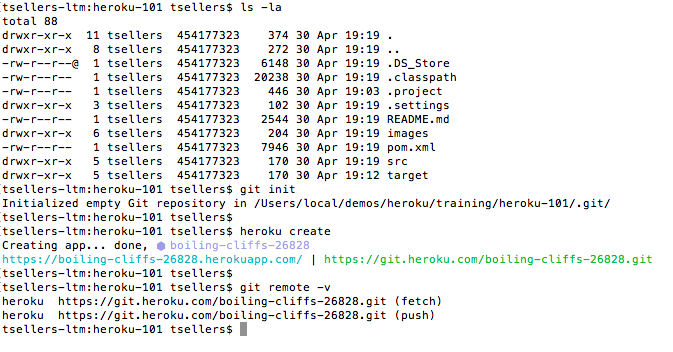 [tsellers-ltm:heroku-101 tsellers$ ls -la
total 88
drwxr-xr-x  11 tsellers  454177323    374 30 Apr 19:19 .
drwxr-xr-x   8 tsellers  454177323    272 30 Apr 19:19 ..
-rw-r--r--@  1 tsellers  454177323   6148 30 Apr 19:19 .DS_Store
-rw-r--r--   1 tsellers  454177323  20238 30 Apr 19:19 .classpath
-rw-r--r--   1 tsellers  454177323    446 30 Apr 19:03 .project
drwxr-xr-x   3 tsellers  454177323    102 30 Apr 19:19 .settings
-rw-r--r--   1 tsellers  454177323   2544 30 Apr 19:19 README.md
drwxr-xr-x   6 tsellers  454177323    204 30 Apr 19:19 images
-rw-r--r--   1 tsellers  454177323   7946 30 Apr 19:19 pom.xml
drwxr-xr-x   5 tsellers  454177323    170 30 Apr 19:19 src
drwxr-xr-x   5 tsellers  454177323    170 30 Apr 19:12 target
[tsellers-ltm:heroku-101 tsellers$ git init
Initialized empty Git repository in /Users/local/demos/heroku/training/heroku-101/.git/
[tsellers-ltm:heroku-101 tsellers$
[tsellers-ltm:heroku-101 tsellers$ heroku create
Creating app... done, ⬢ boiling-cliffs-26828
https://boiling-cliffs-26828.herokuapp.com/ | https://git.heroku.com/boiling-cliffs-26828.git
[tsellers-ltm:heroku-101 tsellers$
[tsellers-ltm:heroku-101 tsellers$ git remote -v
heroku  https://git.heroku.com/boiling-cliffs-26828.git (fetch)
heroku  https://git.heroku.com/boiling-cliffs-26828.git (push)
tsellers-ltm:heroku-101 tsellers$